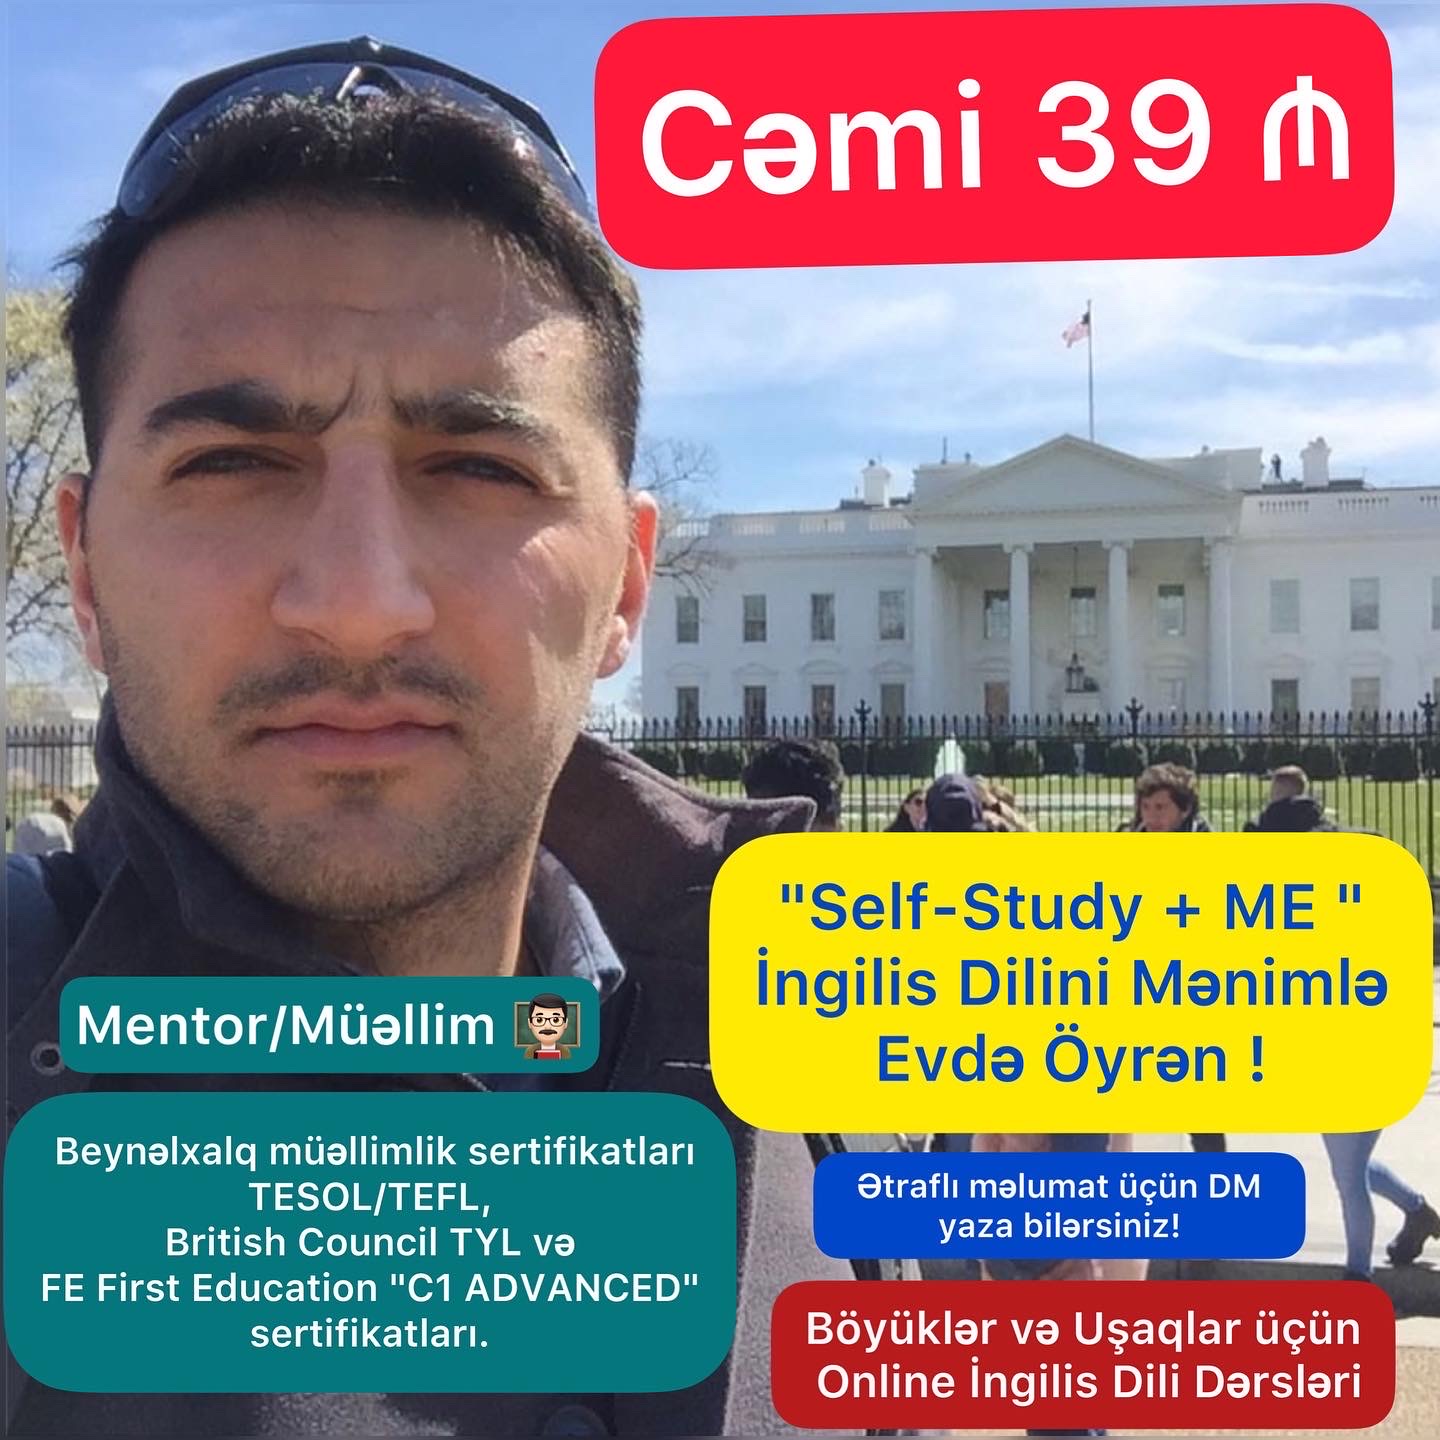 Cəmi 39 ₼
"Self-Study + ME "
İngilis Dilini Mənimlə
Evdə Öyrən !
Mentor/Müəllim
Beynəlxalq müəllimlik sertifikatları
TESOL/TEFL,
British Council TYL və
FE First Education "C1 ADVANCED"
sertifikatları.
Ətraflı məlumat üçün DM
yaza bilərsiniz!
Böyüklər və Uşaqlar üçün
Online İngilis Dili Dərsləri